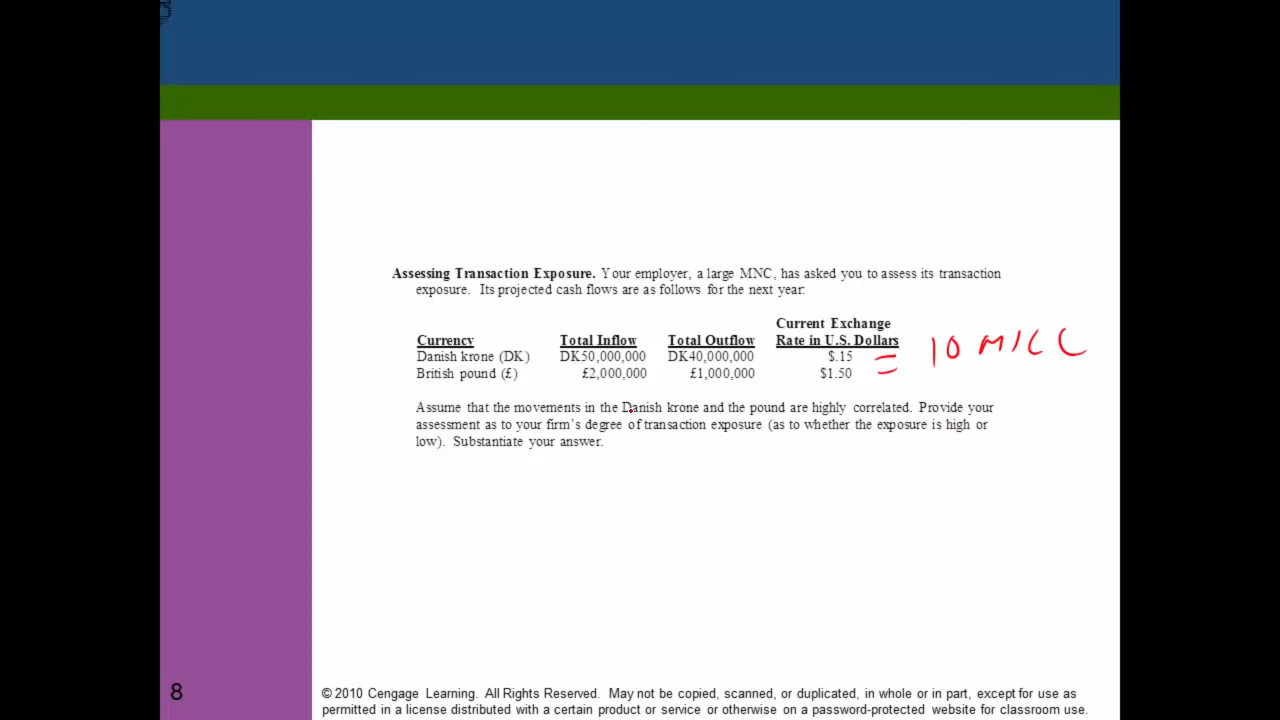 Assessing Transaction Exposure. Your employer, a large MNC, has asked you to assess its transaction
exposure. Its projected cash flows are as follows for the next year:
Current Exchange
Currency Total Inflow Total Outflow Rate in U.S. Dollars
Danish krone (DK) DK50,000,000 DK40,000,000 $.15 = 10 MILL
British pound (£) £2,000,000 £1,000,000 $1.50
Assume that the movements in the Danish krone and the pound are highly correlated. Provide your
assessment as to your firm's degree of transaction exposure (as to whether the exposure is high or
low). Substantiate your answer.
8
© 2010 Cengage Learning. All Rights Reserved. May not be copied, scanned, or duplicated, in whole or in part, except for use as
permitted in a license distributed with a certain product or service or otherwise on a password-protected website for classroom use.